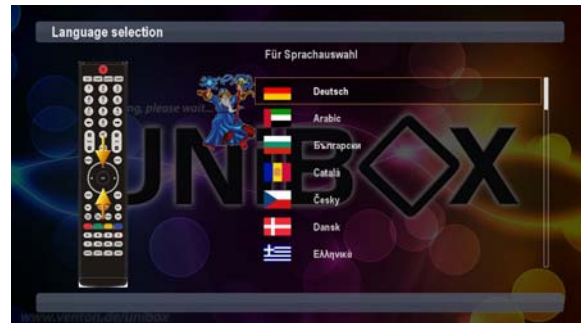 Language selection
Für Sprachauswahl
Deutsch
ng, please wait...
Arabic
Български
UNIBOX
Català
Česky
Dansk
Ελληνικά
www.venton.de/unibox